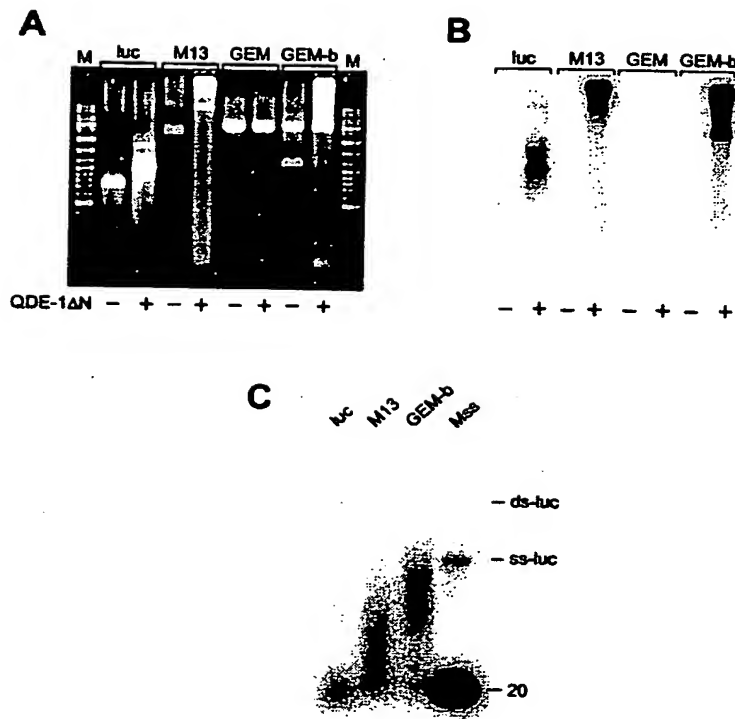 A
M luc M13 GEM GEM-b M
QDE-1ΔN − + − + − + − +
B
luc M13 GEM GEM-b
− + − + − + − +
C
luc M13 GEM-b Mss
– ds-luc
– ss-luc
– 20